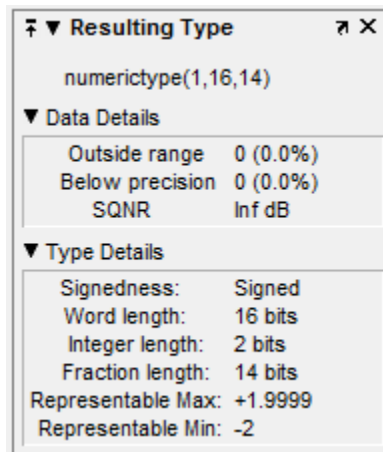 Resulting Type
numerictype(1,16,14)
Data Details
Outside range 0 (0.0%)
Below precision 0 (0.0%)
SQNR Inf dB
Type Details
Signedness: Signed
Word length: 16 bits
Integer length: 2 bits
Fraction length: 14 bits
Representable Max: +1.9999
Representable Min: -2